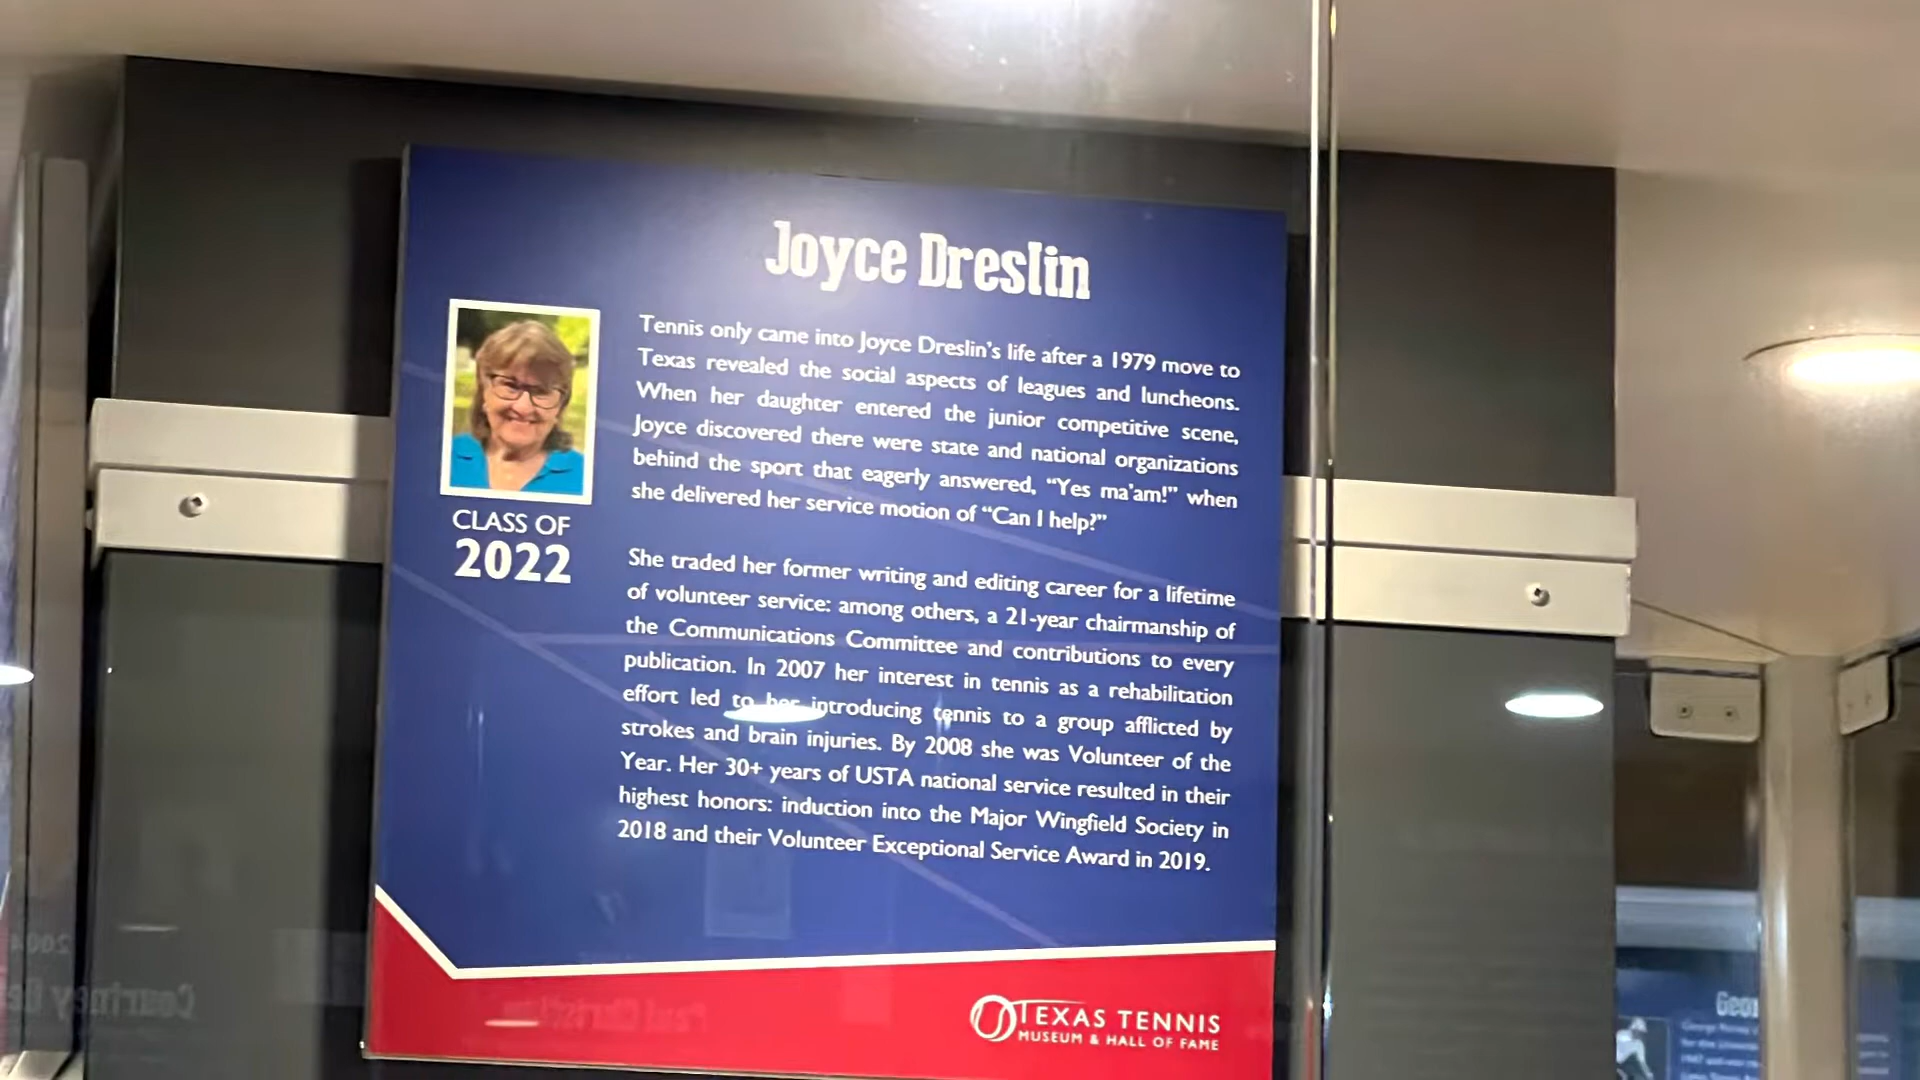 Joyce Dreslin
Tennis only came into Joyce Dreslin's life after a 1979 move to
Texas revealed the social aspects of leagues and luncheons.
When her daughter entered the junior competitive scene,
Joyce discovered there were state and national organizations
behind the sport that eagerly answered, “Yes ma'am!” when
she delivered her service motion of “Can I help?”
CLASS OF
2022
She traded her former writing and editing career for a lifetime
of volunteer service: among others, a 21-year chairmanship of
the Communications Committee and contributions to every
publication. In 2007 her interest in tennis as a rehabilitation
effort led to her introducing tennis to a group afflicted by
strokes and brain injuries. By 2008 she was Volunteer of the
Year. Her 30+ years of USTA national service resulted in their
highest honors: induction into the Major Wingfield Society in
2018 and their Volunteer Exceptional Service Award in 2019.
TEXAS TENNIS
MUSEUM & HALL OF FAME
2004
Courtney
Paul